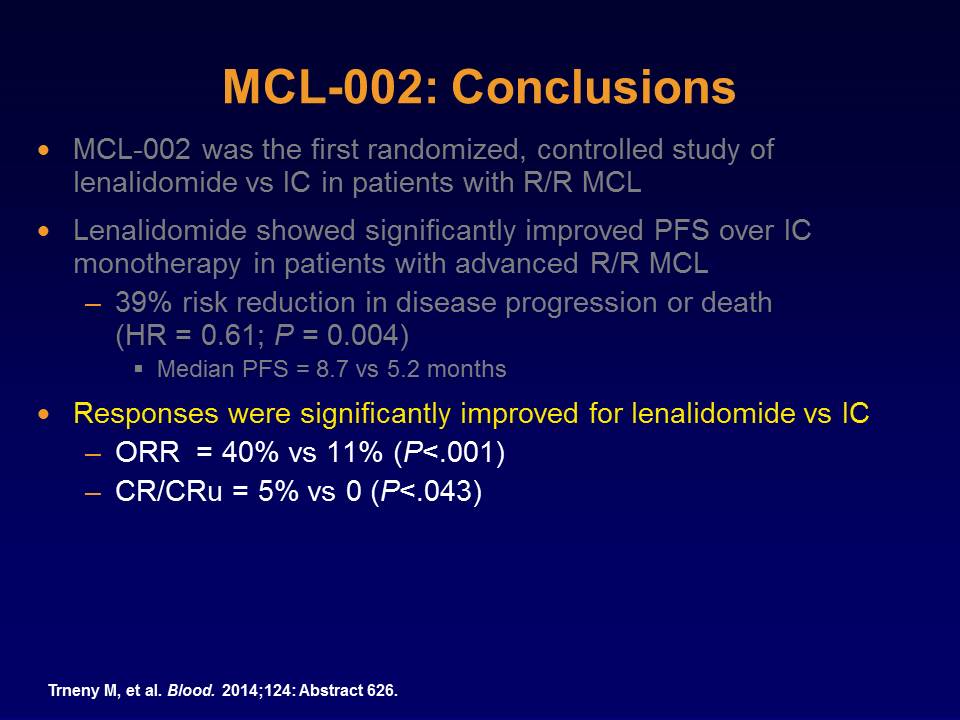 MCL-002: Conclusions
• MCL-002 was the first randomized, controlled study of
lenalidomide vs IC in patients with R/R MCL
• Lenalidomide showed significantly improved PFS over IC
monotherapy in patients with advanced R/R MCL
– 39% risk reduction in disease progression or death
(HR = 0.61; P = 0.004)
▪ Median PFS = 8.7 vs 5.2 months
• Responses were significantly improved for lenalidomide vs IC
– ORR = 40% vs 11% (P<.001)
– CR/CRu = 5% vs 0 (P<.043)
Trneny M, et al. Blood. 2014;124: Abstract 626.